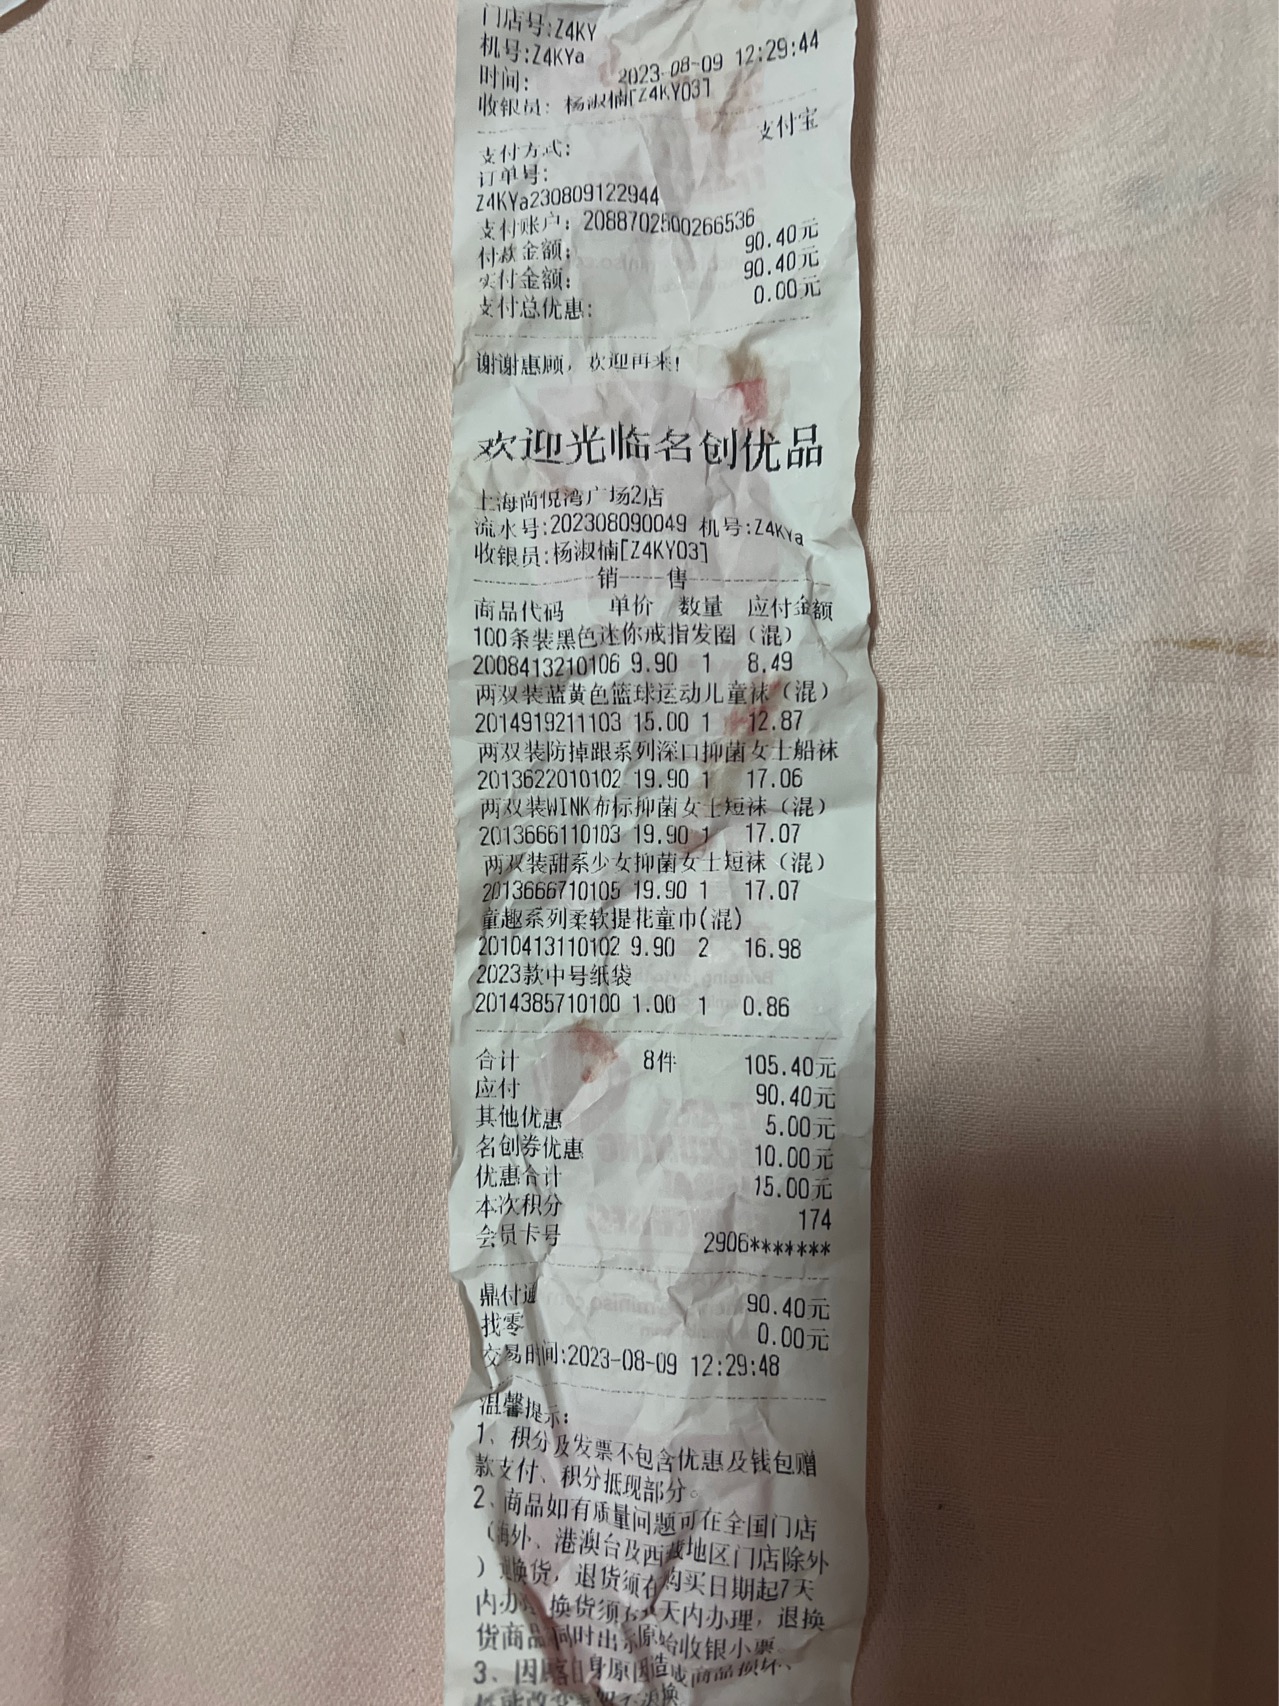 门店号:Z4KY
机号:Z4KYa
时间: 2023-08-09 12:29:44
收银员: 杨淑楠[Z4KY03]
支付方式: 支付宝
订单号:
Z4KYa230809122944
支付账户: 2088702500266536
付款金额: 90.40元
实付金额: 90.40元
支付总优惠: 0.00元
谢谢惠顾，欢迎再来!
欢迎光临名创优品
上海尚悦湾广场2店
流水号:202308090049 机号:Z4KYa
收银员:杨淑楠[Z4KY03]
销 售
商品代码 单价 数量 应付金额
100条装黑色迷你戒指发圈（混）
2008413210106 9.90 1 8.49
两双装蓝黄色篮球运动儿童袜（混）
2014919211103 15.00 1 12.87
两双装防掉跟系列深口抑菌女士船袜
2013622010102 19.90 1 17.06
两双装WINK布标抑菌女士短袜（混）
2013666110103 19.90 1 17.07
两双装甜系少女抑菌女士短袜（混）
2013666710105 19.90 1 17.07
童趣系列柔软提花童巾(混)
2010413110102 9.90 2 16.98
2023款中号纸袋
2014385710100 1.00 1 0.86
合计 8件 105.40元
应付 90.40元
其他优惠 5.00元
名创券优惠 10.00元
优惠合计 15.00元
本次积分 174
会员卡号 2906*******
鼎付通 90.40元
找零 0.00元
交易时间:2023-08-09 12:29:48
温馨提示:
1、积分及发票不包含优惠及钱包赠
款支付、积分抵现部分。
2、商品如有质量问题可在全国门店
（海外、港澳台及西藏地区门店除外
）退换货，退货须在购买日期起7天
内办理 换货须在 天内办理，退换
货商品同时出示原始收银小票
3、因顾客自身原因造成商品损坏、